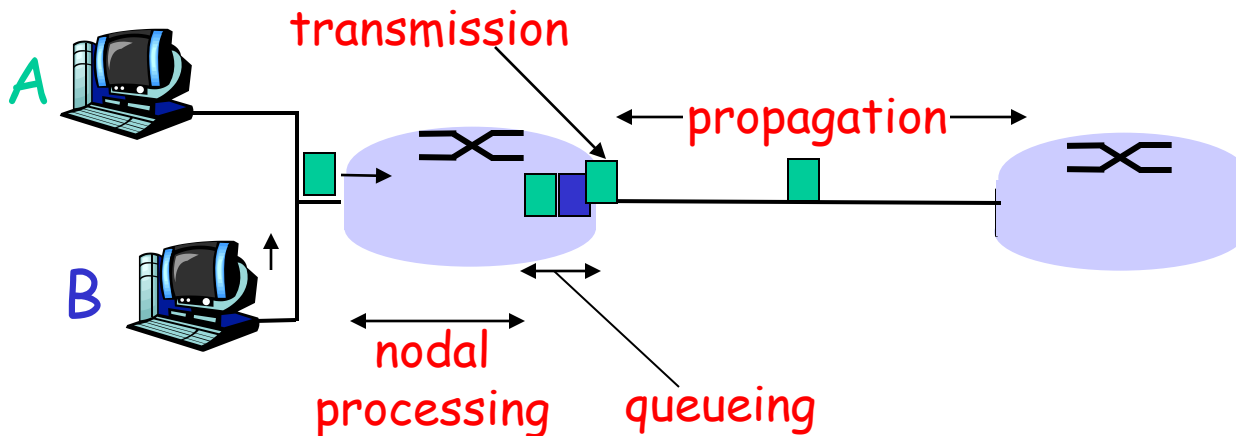 transmission
A
propagation
B
nodal
processing
queueing